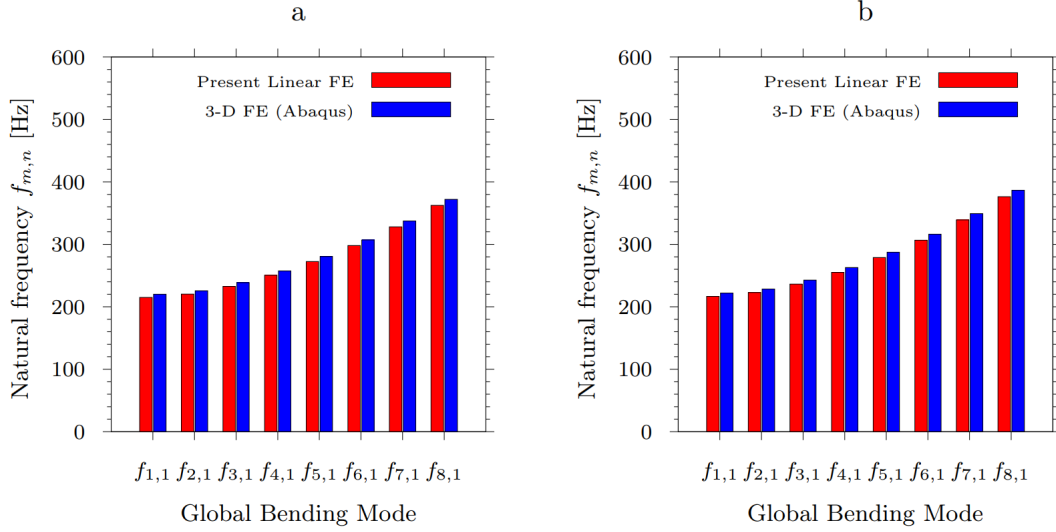 a
600
500
400
300
200
100
0
Natural frequency f_{m,n} [Hz]
Present Linear FE
3-D FE (Abaqus)
f_{1,1} f_{2,1} f_{3,1} f_{4,1} f_{5,1} f_{6,1} f_{7,1} f_{8,1}
Global Bending Mode
b
600
500
400
300
200
100
0
Natural frequency f_{m,n} [Hz]
Present Linear FE
3-D FE (Abaqus)
f_{1,1} f_{2,1} f_{3,1} f_{4,1} f_{5,1} f_{6,1} f_{7,1} f_{8,1}
Global Bending Mode